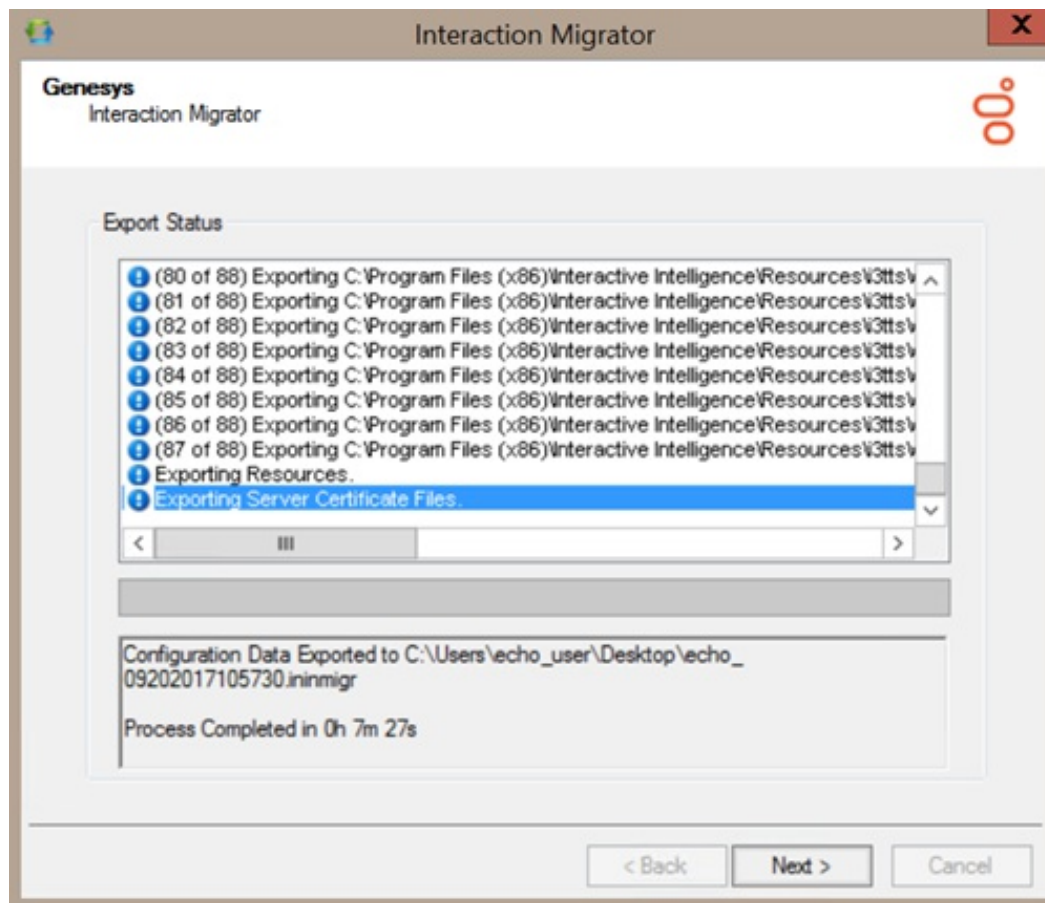 Interaction Migrator
X
Genesys
Interaction Migrator
Export Status
(80 of 88) Exporting C:\Program Files (x86)\Interactive Intelligence\Resources\i3tts\
(81 of 88) Exporting C:\Program Files (x86)\Interactive Intelligence\Resources\i3tts\
(82 of 88) Exporting C:\Program Files (x86)\Interactive Intelligence\Resources\i3tts\
(83 of 88) Exporting C:\Program Files (x86)\Interactive Intelligence\Resources\i3tts\
(84 of 88) Exporting C:\Program Files (x86)\Interactive Intelligence\Resources\i3tts\
(85 of 88) Exporting C:\Program Files (x86)\Interactive Intelligence\Resources\i3tts\
(86 of 88) Exporting C:\Program Files (x86)\Interactive Intelligence\Resources\i3tts\
(87 of 88) Exporting C:\Program Files (x86)\Interactive Intelligence\Resources\i3tts\
Exporting Resources.
Exporting Server Certificate Files.
Configuration Data Exported to C:\Users\echo_user\Desktop\echo_
09202017105730.ininmigr
Process Completed in 0h 7m 27s
< Back
Next >
Cancel